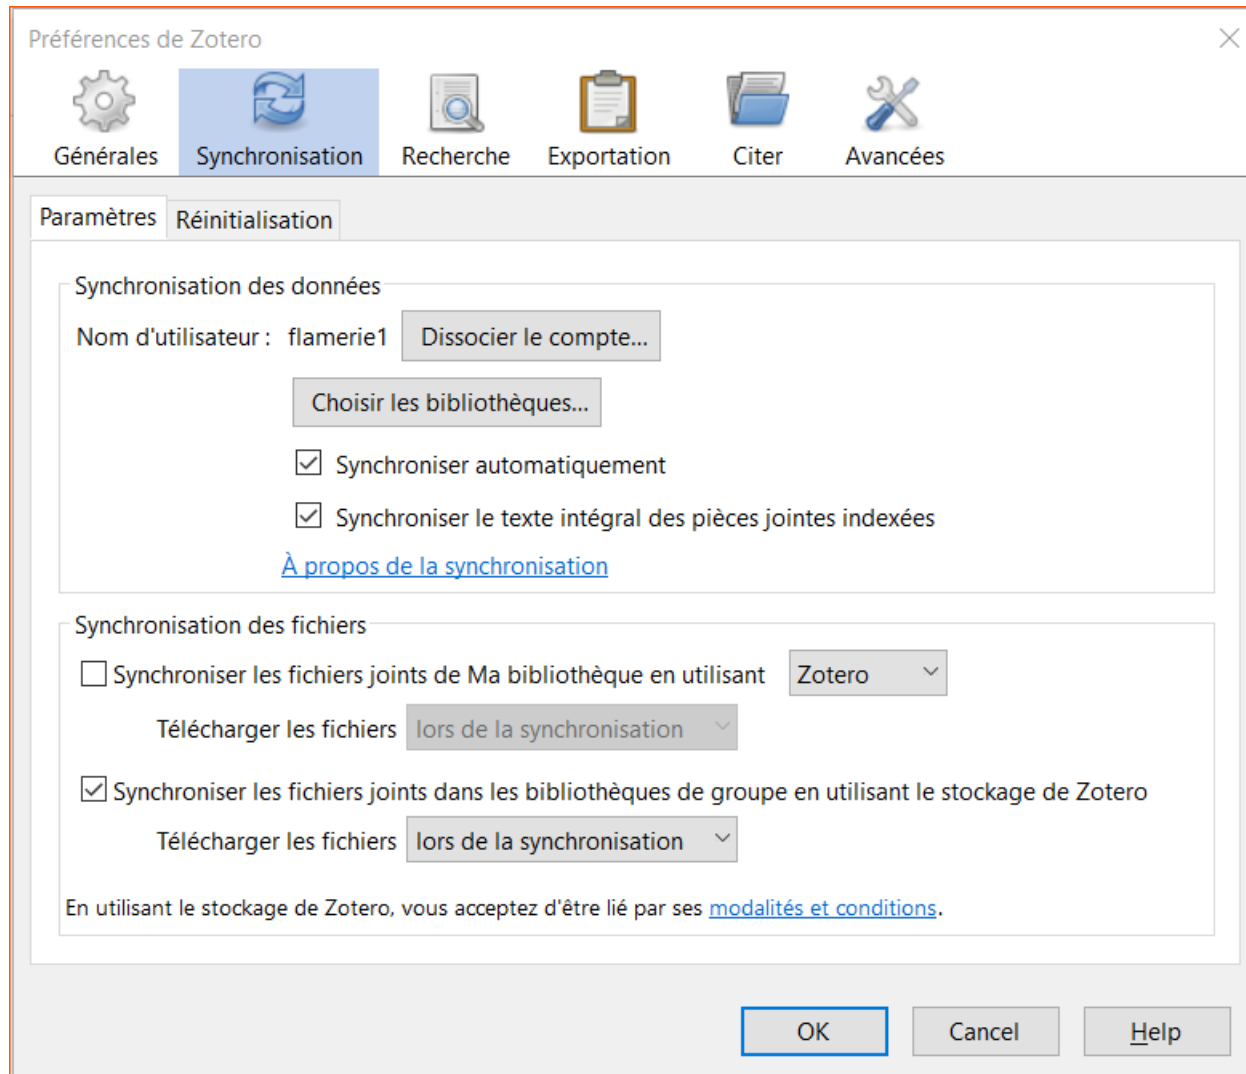 Préférences de Zotero
Générales Synchronisation Recherche Exportation Citer Avancées
Paramètres Réinitialisation
Synchronisation des données
Nom d'utilisateur : flamerie1 Dissocier le compte...
Choisir les bibliothèques...
Synchroniser automatiquement
Synchroniser le texte intégral des pièces jointes indexées
À propos de la synchronisation
Synchronisation des fichiers
Synchroniser les fichiers joints de Ma bibliothèque en utilisant Zotero
Télécharger les fichiers lors de la synchronisation
Synchroniser les fichiers joints dans les bibliothèques de groupe en utilisant le stockage de Zotero
Télécharger les fichiers lors de la synchronisation
En utilisant le stockage de Zotero, vous acceptez d'être lié par ses modalités et conditions.
OK Cancel Help